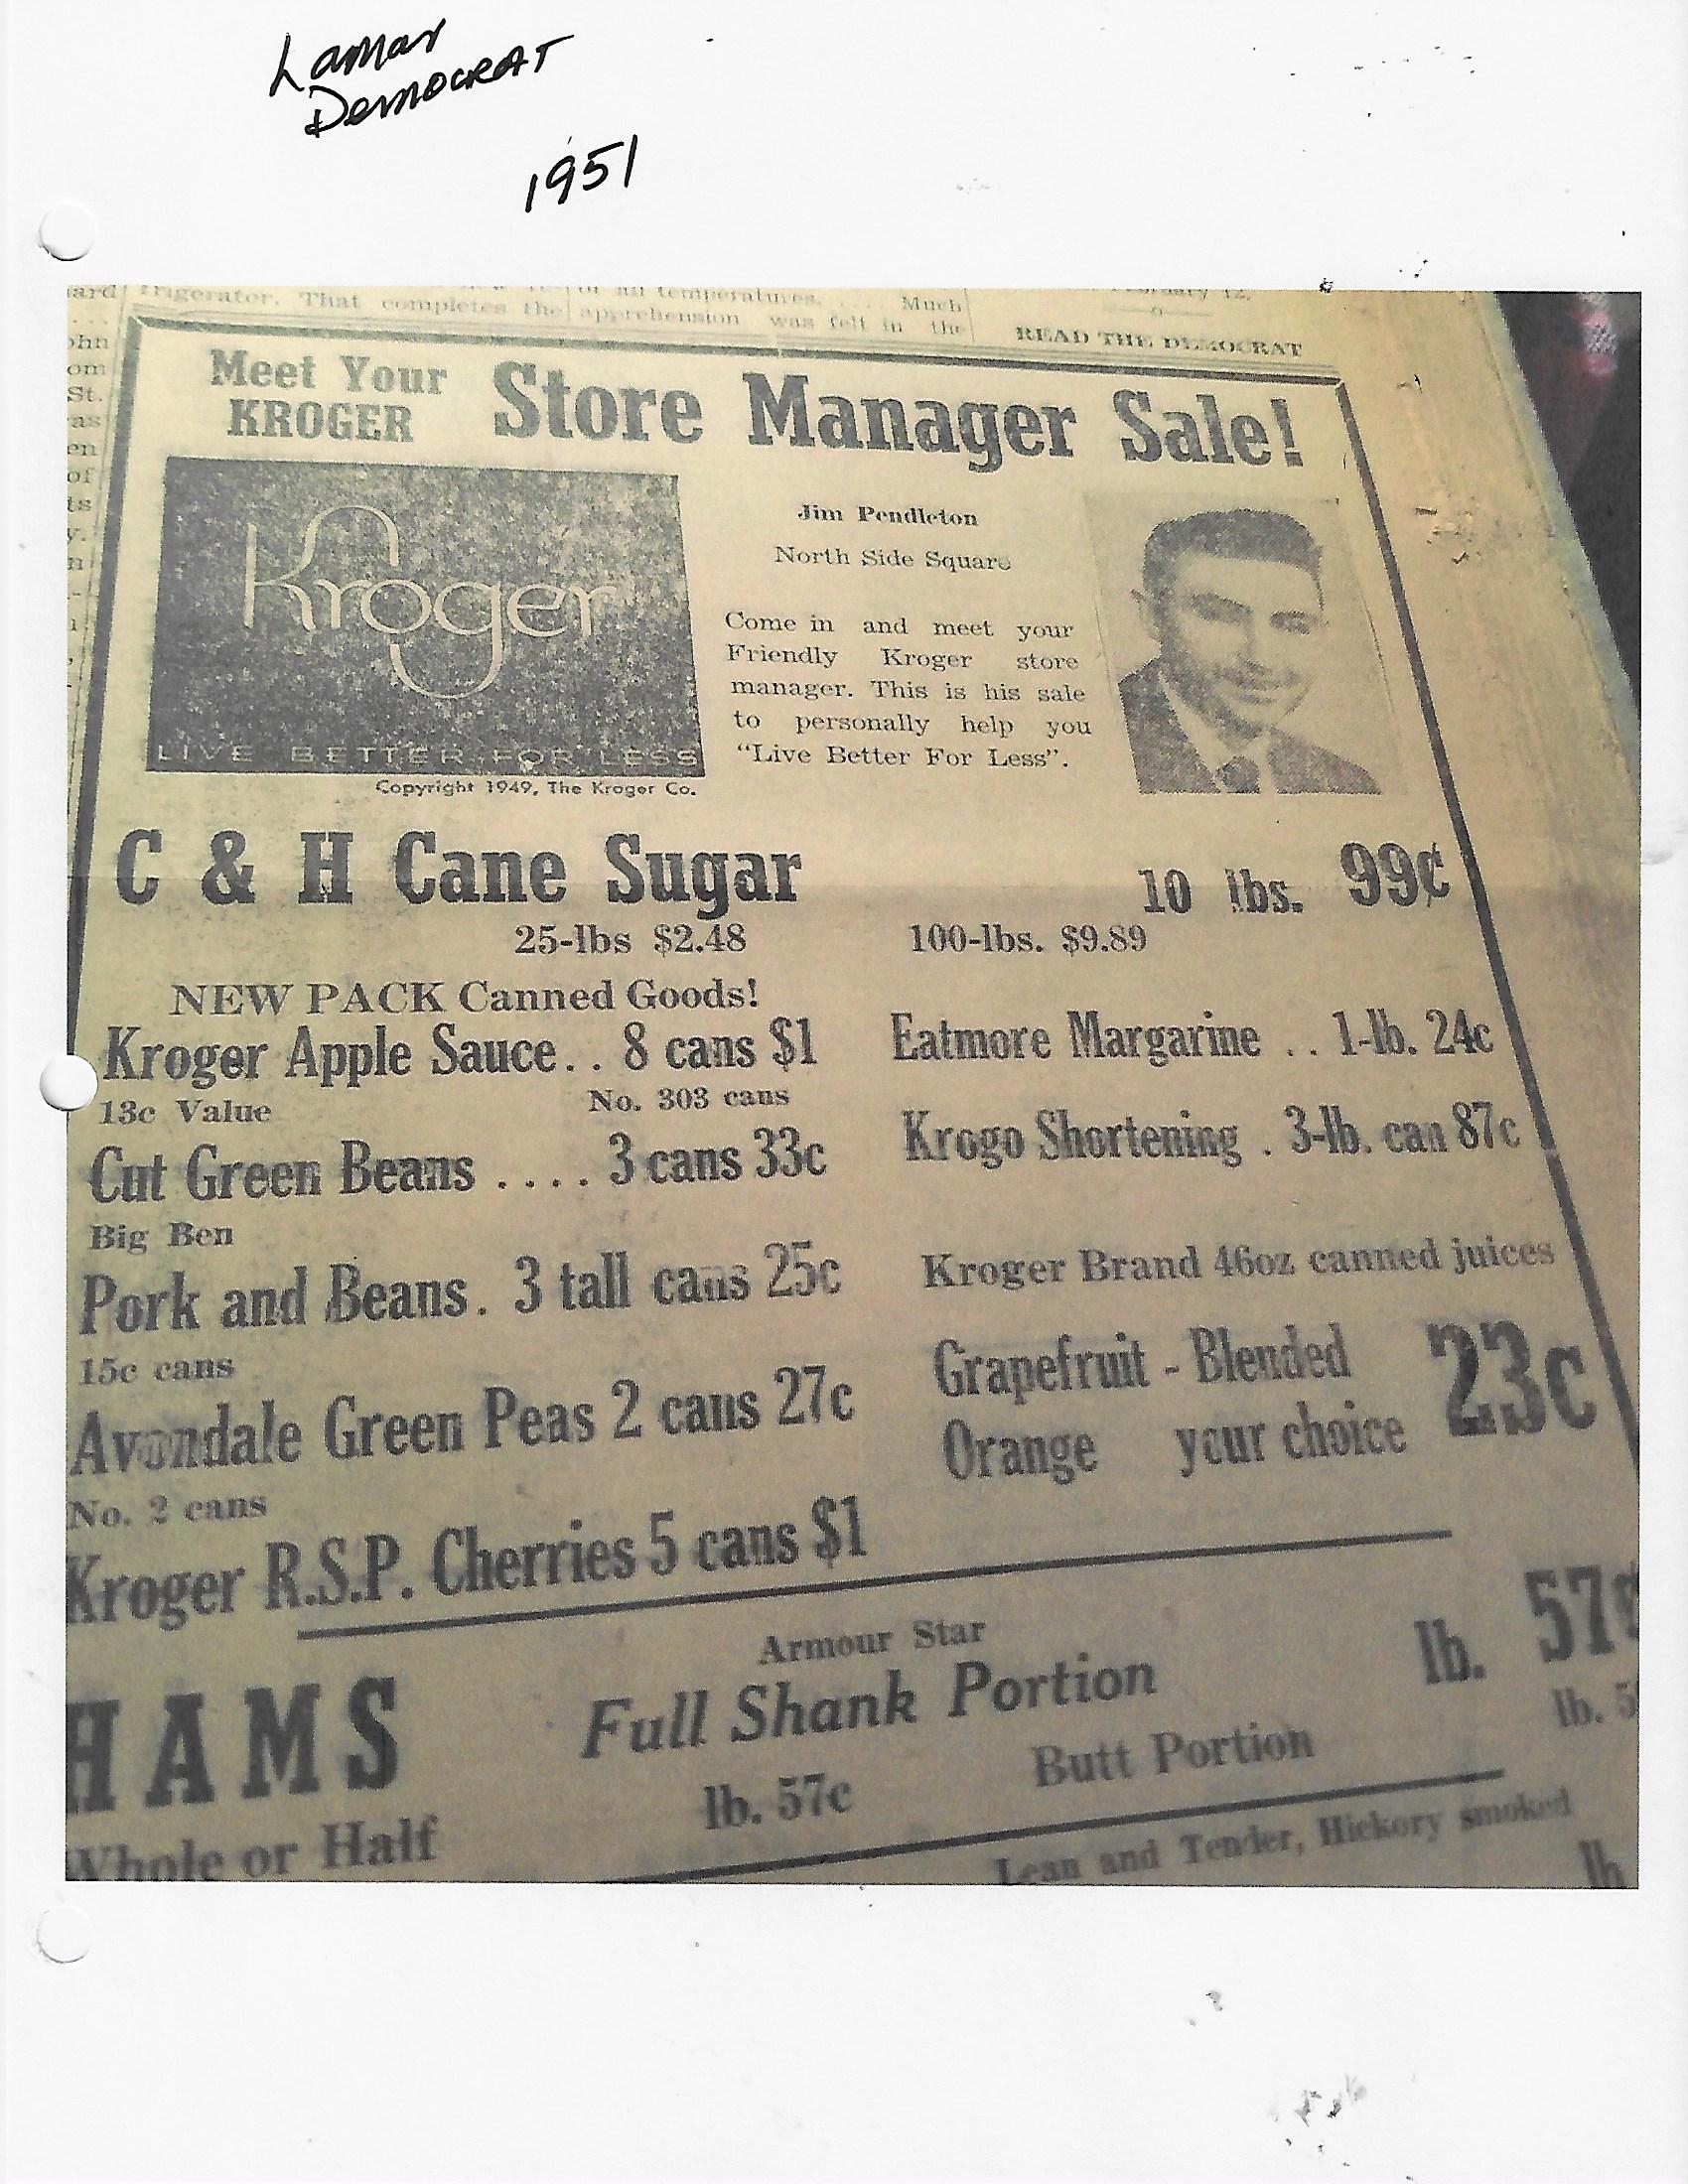 Lamar
Democrat
1951
frigerator. That completes the
apprehension was felt in the
of all temperatures. .... Much
READ THE DEMOCRAT
Meet Your
KROGER
Store Manager Sale!
Kroger
LIVE BETTER FOR LESS
Copyright 1949, The Kroger Co.
Jim Pendleton
North Side Square
Come in and meet your
Friendly Kroger store
manager. This is his sale
to personally help you
"Live Better For Less".
C & H Cane Sugar 10 lbs. 99¢
25-lbs $2.48 100-lbs. $9.89
NEW PACK Canned Goods!
Kroger Apple Sauce.. 8 cans $1
13c Value No. 303 cans
Cut Green Beans .... 3 cans 33c
Big Ben
Pork and Beans. 3 tall cans 25c
15c cans
Avondale Green Peas 2 cans 27c
No. 2 cans
Kroger R.S.P. Cherries 5 cans $1
Eatmore Margarine .. 1-lb. 24c
Krogo Shortening . 3-lb. can 87c
Kroger Brand 46oz canned juices
Grapefruit - Blended
Orange your choice 23c
Armour Star
HAMS Full Shank Portion lb. 57¢
Whole or Half lb. 57c Butt Portion lb. 5
Lean and Tender, Hickory smoked
lb